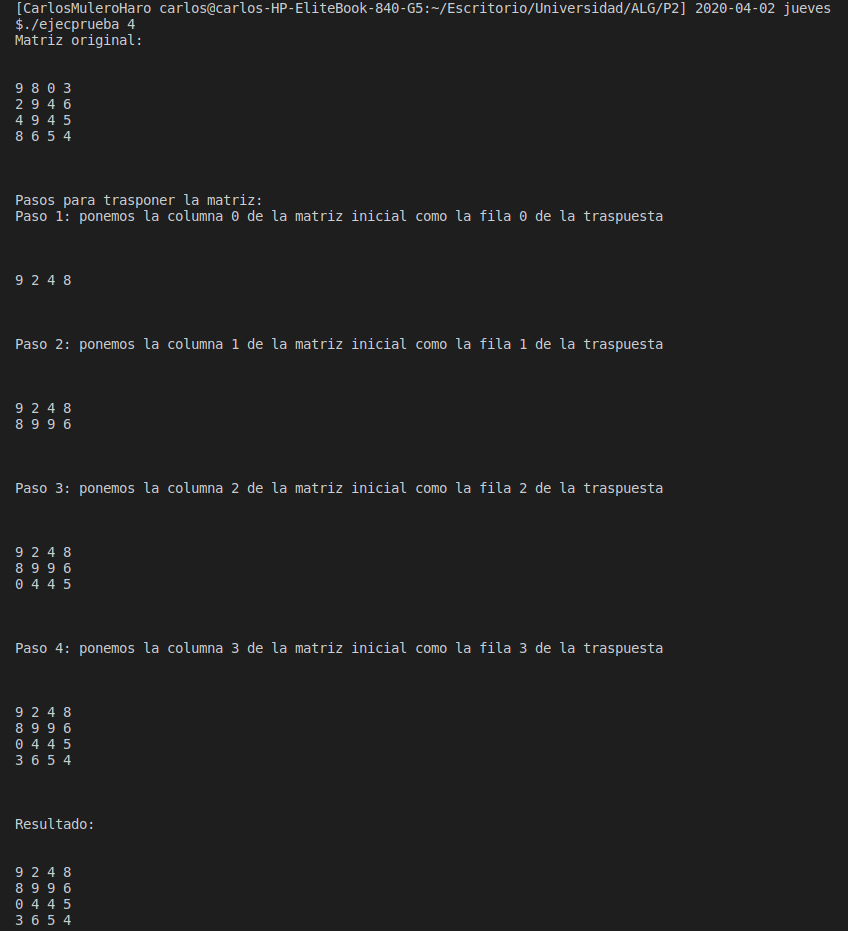 [CarlosMuleroHaro carlos@carlos-HP-EliteBook-840-G5:~/Escritorio/Universidad/ALG/P2] 2020-04-02 jueves
$./ejecprueba 4
Matriz original:
9 8 0 3
2 9 4 6
4 9 4 5
8 6 5 4
Pasos para trasponer la matriz:
Paso 1: ponemos la columna 0 de la matriz inicial como la fila 0 de la traspuesta
9 2 4 8
Paso 2: ponemos la columna 1 de la matriz inicial como la fila 1 de la traspuesta
9 2 4 8
8 9 9 6
Paso 3: ponemos la columna 2 de la matriz inicial como la fila 2 de la traspuesta
9 2 4 8
8 9 9 6
0 4 4 5
Paso 4: ponemos la columna 3 de la matriz inicial como la fila 3 de la traspuesta
9 2 4 8
8 9 9 6
0 4 4 5
3 6 5 4
Resultado:
9 2 4 8
8 9 9 6
0 4 4 5
3 6 5 4